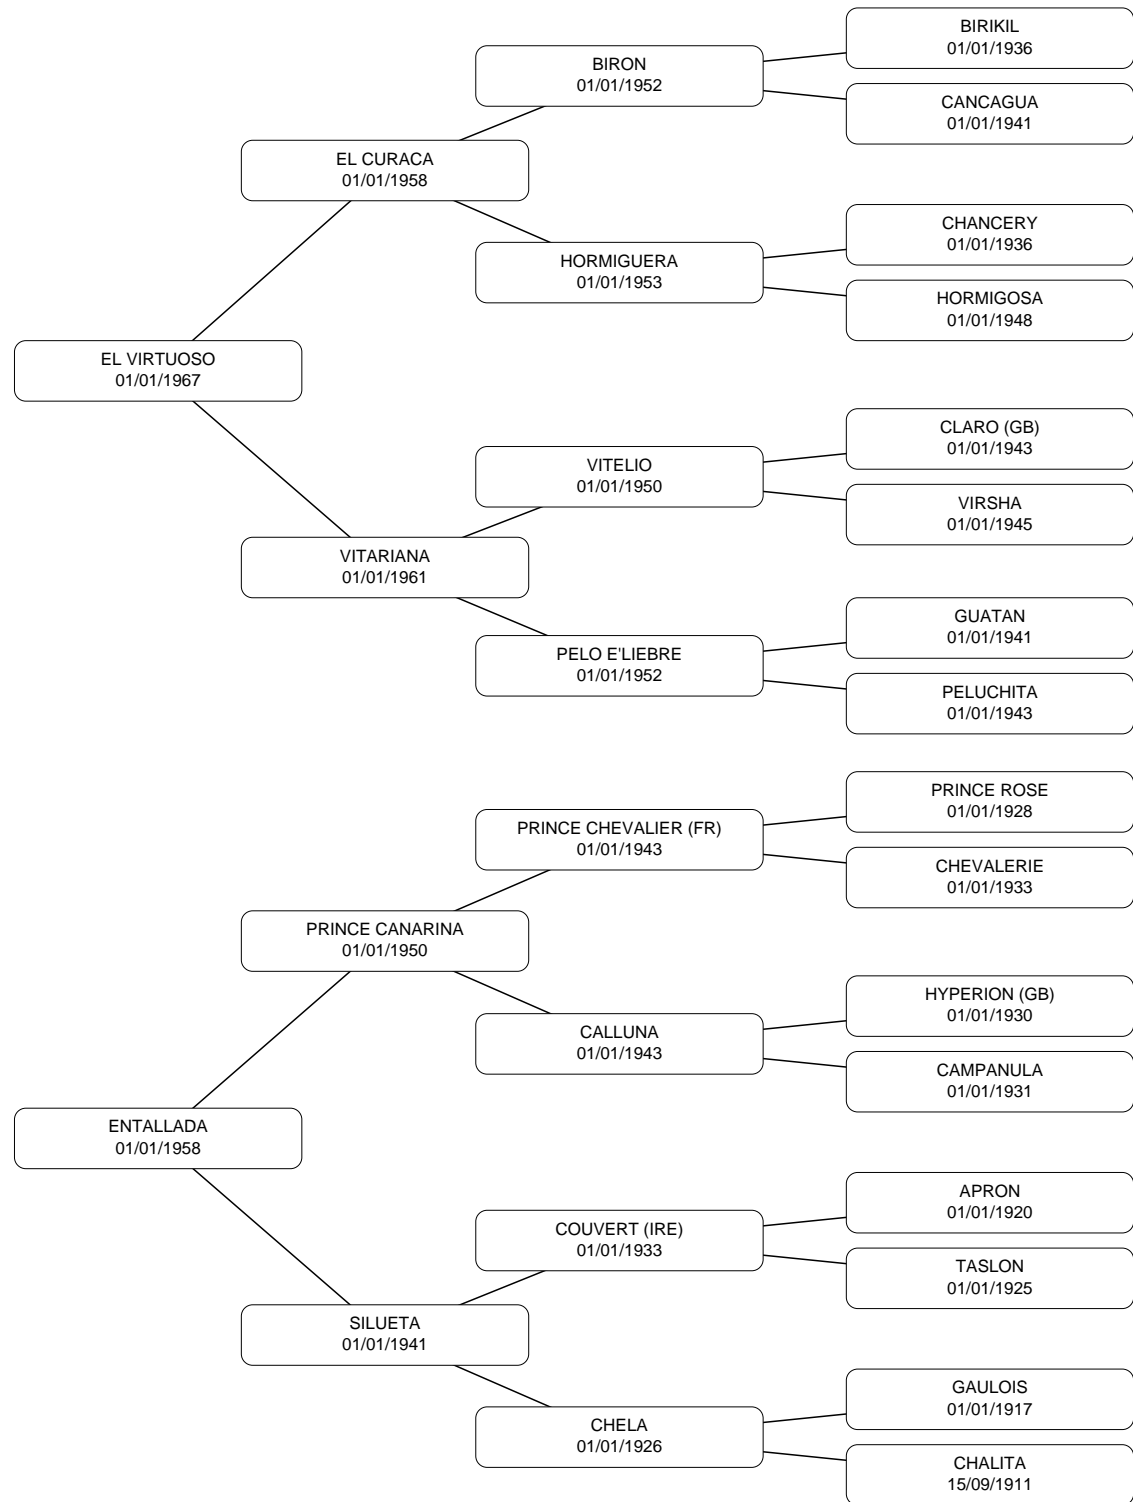 BIRIKIL
01/01/1936
BIRON
01/01/1952
CANCAGUA
01/01/1941
EL CURACA
01/01/1958
CHANCERY
01/01/1936
HORMIGUERA
01/01/1953
HORMIGOSA
01/01/1948
EL VIRTUOSO
01/01/1967
CLARO (GB)
01/01/1943
VITELIO
01/01/1950
VIRSHA
01/01/1945
VITARIANA
01/01/1961
GUATAN
01/01/1941
PELO E'LIEBRE
01/01/1952
PELUCHITA
01/01/1943
PRINCE ROSE
01/01/1928
PRINCE CHEVALIER (FR)
01/01/1943
CHEVALERIE
01/01/1933
PRINCE CANARINA
01/01/1950
HYPERION (GB)
01/01/1930
CALLUNA
01/01/1943
CAMPANULA
01/01/1931
ENTALLADA
01/01/1958
APRON
01/01/1920
COUVERT (IRE)
01/01/1933
TASLON
01/01/1925
SILUETA
01/01/1941
GAULOIS
01/01/1917
CHELA
01/01/1926
CHALITA
15/09/1911